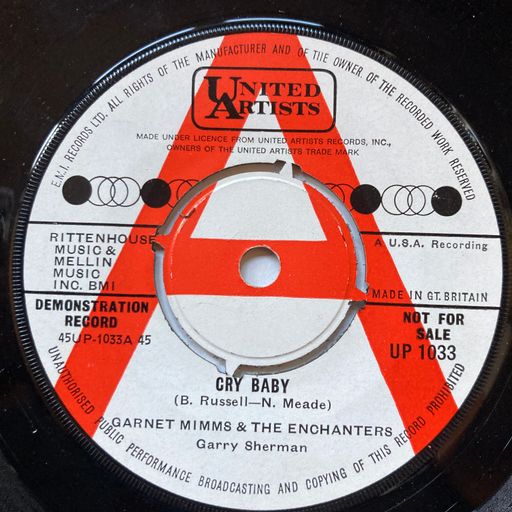 E.M.I. RECORDS LTD. ALL RIGHTS OF THE MANUFACTURER AND OF THE OWNER OF THE RECORDED WORK RESERVED
UNITED
ARTISTS
MADE UNDER LICENCE FROM UNITED ARTISTS RECORDS, INC.,
OWNERS OF THE UNITED ARTISTS TRADE MARK
RITTENHOUSE
MUSIC &
MELLIN
MUSIC
INC. BMI
A U.S.A. Recording
MADE IN GT. BRITAIN
DEMONSTRATION
RECORD
45UP-1033A 45
NOT FOR
SALE
UP 1033
CRY BABY
(B. Russell—N. Meade)
GARNET MIMMS & THE ENCHANTERS
Garry Sherman
UNAUTHORISED PUBLIC PERFORMANCE BROADCASTING AND COPYING OF THIS RECORD PROHIBITED